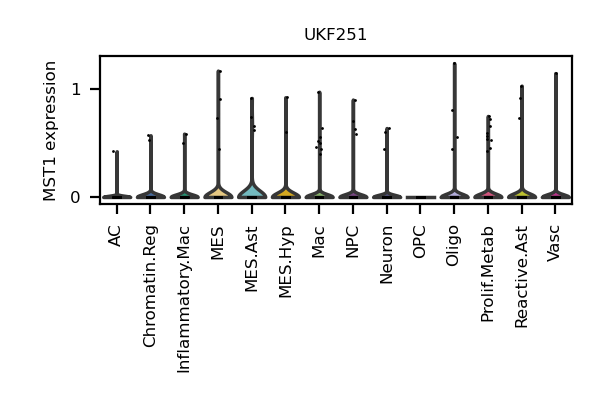 UKF251
MST1 expression
1
0
AC
Chromatin.Reg
Inflammatory.Mac
MES
MES.Ast
MES.Hyp
Mac
NPC
Neuron
OPC
Oligo
Prolif.Metab
Reactive.Ast
Vasc